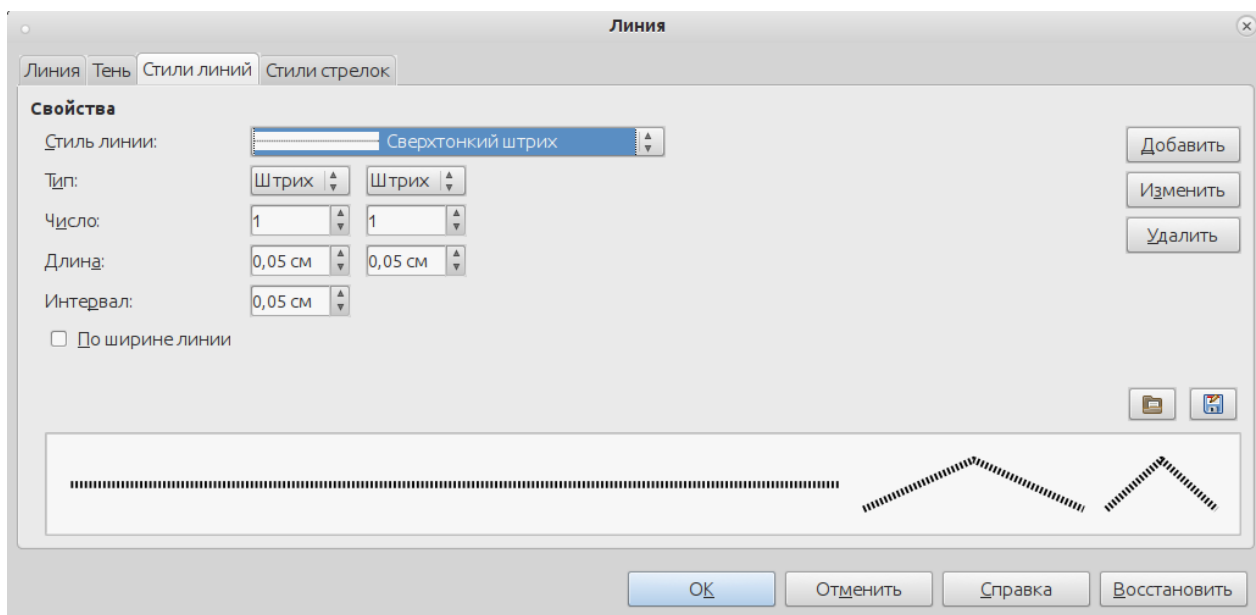 Линия
Линия Тень Стили линий Стили стрелок
Свойства
Стиль линии: Сверхтонкий штрих
Добавить
Тип: Штрих Штрих
Изменить
Число: 1 1
Удалить
Длина: 0,05 см 0,05 см
Интервал: 0,05 см
По ширине линии
OK Отменить Справка Восстановить